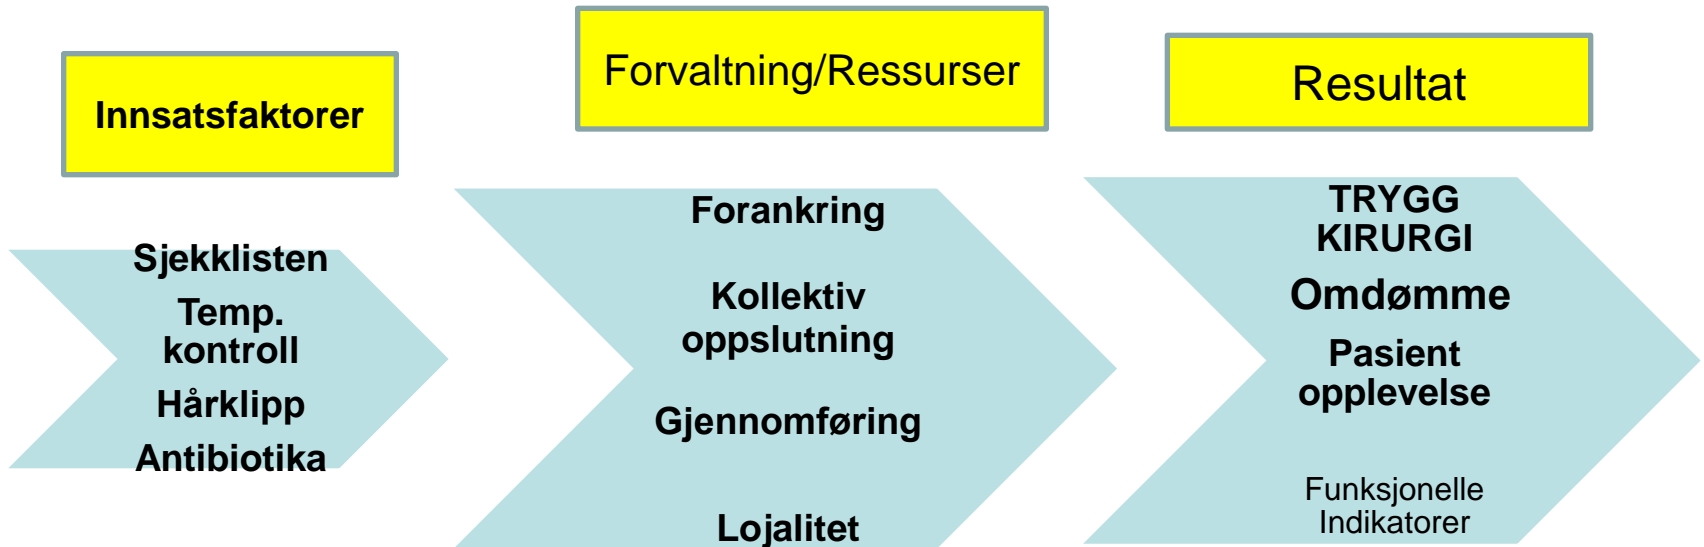 Innsatsfaktorer
Forvaltning/Ressurser
Resultat
Sjekklisten
Temp.
kontroll
Hårklipp
Antibiotika
Forankring
Kollektiv
oppslutning
Gjennomføring
Lojalitet
TRYGG
KIRURGI
Omdømme
Pasient
opplevelse
Funksjonelle
Indikatorer